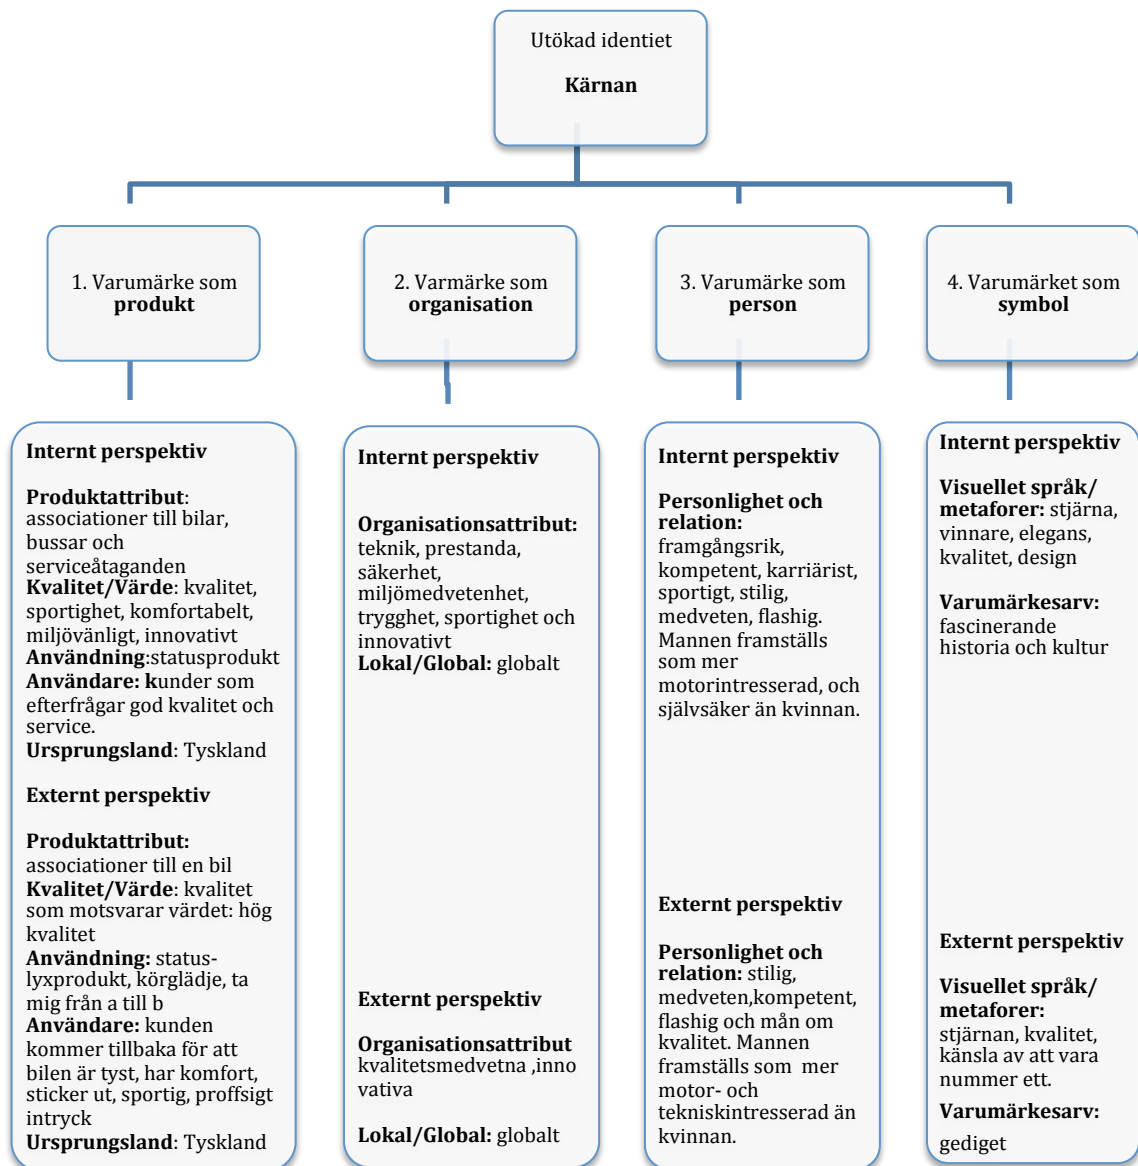 Utökad identiet
Kärnan
1. Varumärke som
produkt
2. Varmärke som
organisation
3. Varumärke som
person
4. Varumärket som
symbol
Internt perspektiv
Produktattribut:
associationer till bilar,
bussar och
serviceåtaganden
Kvalitet/Värde: kvalitet,
sportighet, komfortabelt,
miljövänligt, innovativt
Användning:statusprodukt
Användare: kunder som
efterfrågar god kvalitet och
service.
Ursprungsland: Tyskland
Externt perspektiv
Produktattribut:
associationer till en bil
Kvalitet/Värde: kvalitet
som motsvarar värdet: hög
kvalitet
Användning: status-
lyxprodukt, körglädje, ta
mig från a till b
Användare: kunden
kommer tillbaka för att
bilen är tyst, har komfort,
sticker ut, sportig, proffsigt
intryck
Ursprungsland: Tyskland
Internt perspektiv
Organisationsattribut:
teknik, prestanda,
säkerhet,
miljömedvetenhet,
trygghet, sportighet och
innovativt
Lokal/Global: globalt
Externt perspektiv
Organisationsattribut
kvalitetsmedvetna ,inno
vativa
Lokal/Global: globalt
Internt perspektiv
Personlighet och
relation:
framgångsrik,
kompetent, karriärist,
sportigt, stilig,
medveten, flashig.
Mannen framställs
som mer
motorintresserad, och
självsäker än kvinnan.
Externt perspektiv
Personlighet och
relation: stilig,
medveten,kompetent,
flashig och mån om
kvalitet. Mannen
framställs som mer
motor- och
tekniskintresserad än
kvinnan.
Internt perspektiv
Visuellet språk/
metaforer: stjärna,
vinnare, elegans,
kvalitet, design
Varumärkesarv:
fascinerande
historia och kultur
Externt perspektiv
Visuellet språk/
metaforer:
stjärnan, kvalitet,
känsla av att vara
nummer ett.
Varumärkesarv:
gediget